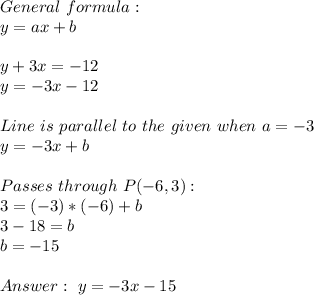 General formula:
y = ax + b
y + 3x = −12
y = −3x − 12
Line is parallel to the given when a = −3
y = −3x + b
Passes through P(−6, 3):
3 = (−3) * (−6) + b
3 − 18 = b
b = −15
Answer: y = −3x − 15